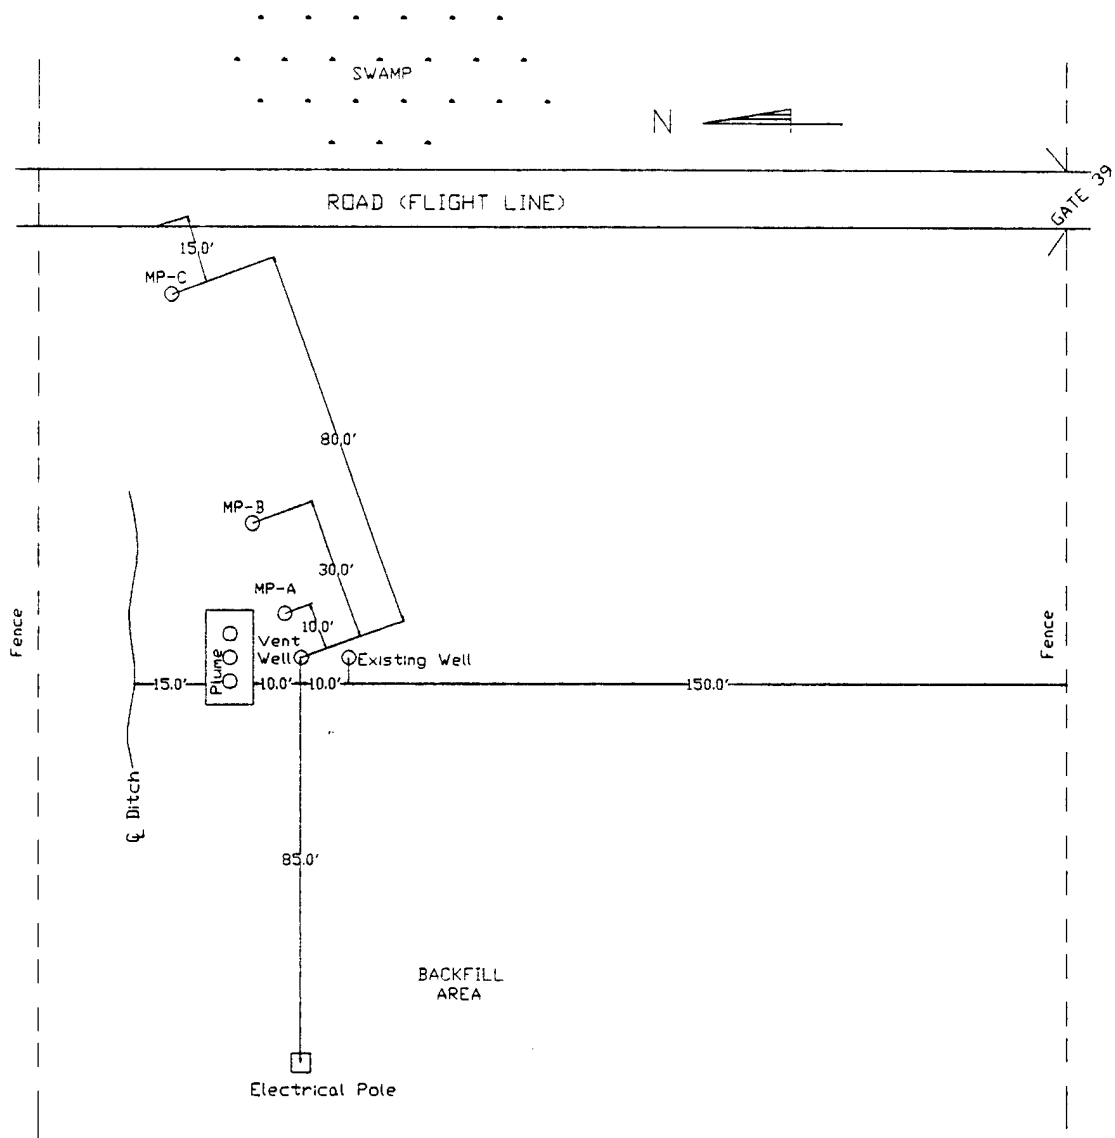 SWAMP
N
ROAD (FLIGHT LINE)
GATE 39
15.0'
MP-C
80.0'
MP-B
30.0'
MP-A
10.0'
Fence
Plume
Vent
Well
Existing Well
Fence
15.0'
10.0'
10.0'
150.0'
℄ Ditch
85.0'
BACKFILL
AREA
Electrical Pole